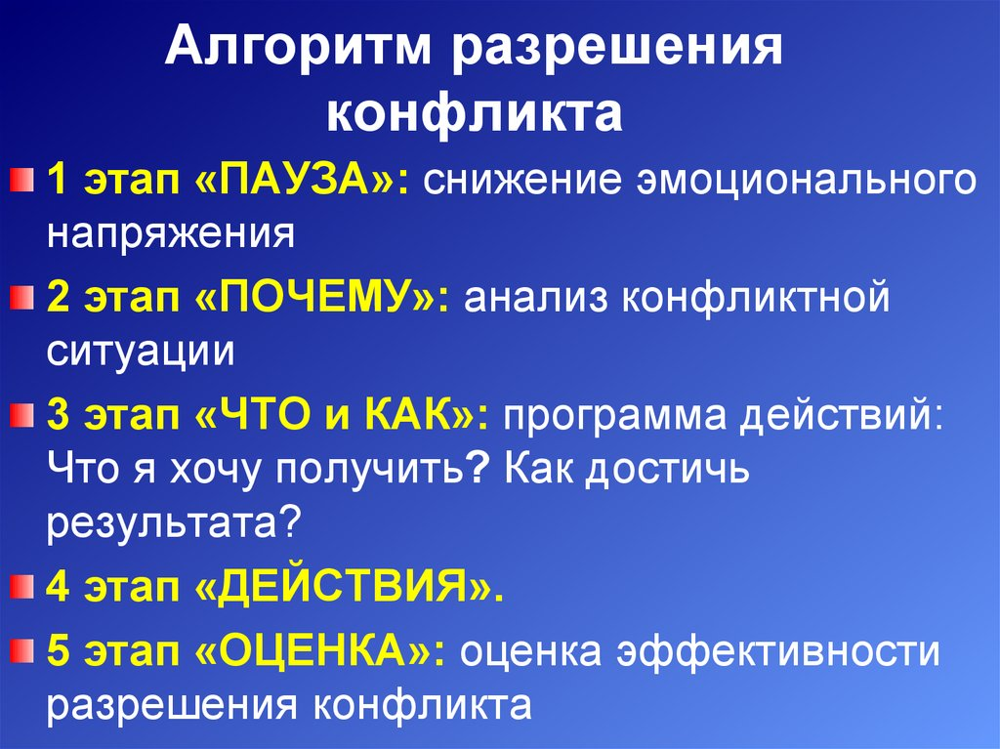 Алгоритм разрешения
конфликта
1 этап «ПАУЗА»: снижение эмоционального
напряжения
2 этап «ПОЧЕМУ»: анализ конфликтной
ситуации
3 этап «ЧТО и КАК»: программа действий:
Что я хочу получить? Как достичь
результата?
4 этап «ДЕЙСТВИЯ».
5 этап «ОЦЕНКА»: оценка эффективности
разрешения конфликта